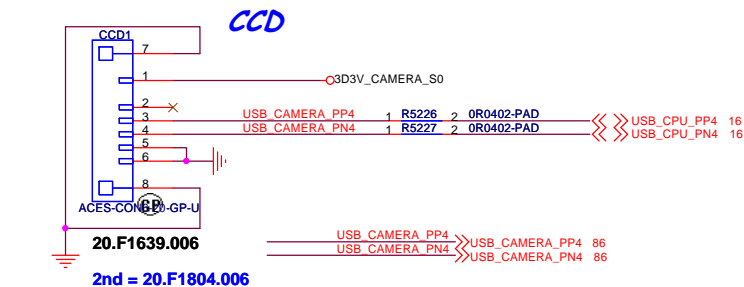 CCD
CCD1
7
1
3D3V_CAMERA_S0
2
3 USB_CAMERA_PP4 1 R5226 2 0R0402-PAD USB_CPU_PP4 16
4 USB_CAMERA_PN4 1 R5227 2 0R0402-PAD USB_CPU_PN4 16
5
6
8
GP
20.F1639.006
USB_CAMERA_PP4 USB_CAMERA_PP4 86
USB_CAMERA_PN4 USB_CAMERA_PN4 86
2nd = 20.F1804.006